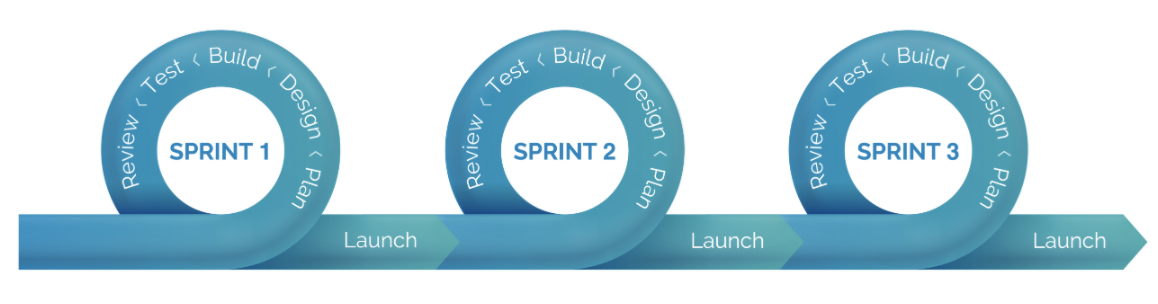 Review < Test < Build < Design < Plan
SPRINT 1
Launch
Review < Test < Build < Design < Plan
SPRINT 2
Launch
Review < Test < Build < Design < Plan
SPRINT 3
Launch